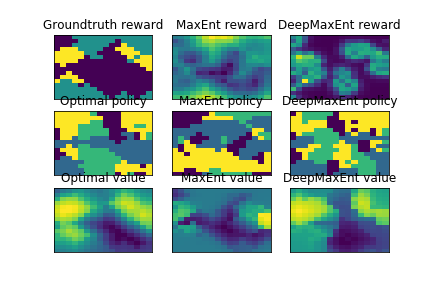 Groundtruth reward MaxEnt reward DeepMaxEnt reward
Optimal policy MaxEnt policy DeepMaxEnt policy
Optimal value MaxEnt value DeepMaxEnt value